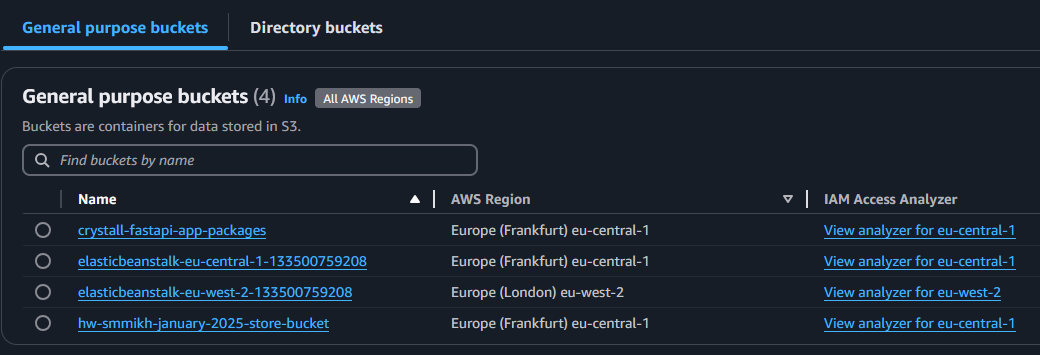 General purpose buckets Directory buckets
General purpose buckets (4) Info All AWS Regions
Buckets are containers for data stored in S3.
Find buckets by name
Name AWS Region IAM Access Analyzer
crystall-fastapi-app-packages Europe (Frankfurt) eu-central-1 View analyzer for eu-central-1
elasticbeanstalk-eu-central-1-133500759208 Europe (Frankfurt) eu-central-1 View analyzer for eu-central-1
elasticbeanstalk-eu-west-2-133500759208 Europe (London) eu-west-2 View analyzer for eu-west-2
hw-smmikh-january-2025-store-bucket Europe (Frankfurt) eu-central-1 View analyzer for eu-central-1